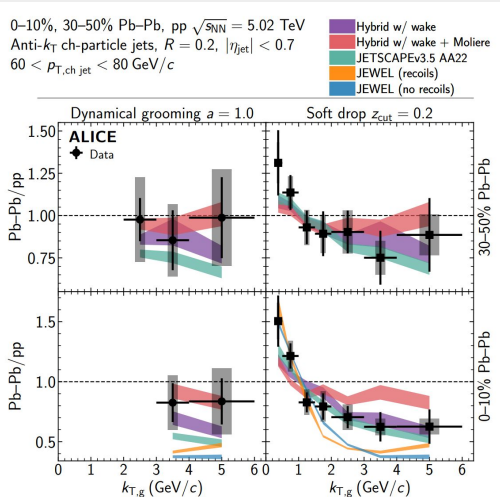 0–10%, 30–50% Pb–Pb, pp √sNN = 5.02 TeV
Anti-kT ch-particle jets, R = 0.2, |ηjet| < 0.7
60 < pT,ch jet < 80 GeV/c
Hybrid w/ wake
Hybrid w/ wake + Moliere
JETSCAPEv3.5 AA22
JEWEL (recoils)
JEWEL (no recoils)
Dynamical grooming a = 1.0
Soft drop zcut = 0.2
ALICE
Data
1.50
1.25
1.00
0.75
Pb–Pb/pp
30–50% Pb–Pb
1.5
1.0
0.5
Pb–Pb/pp
0–10% Pb–Pb
0 1 2 3 4 5 0 1 2 3 4 5 6
kT,g (GeV/c)
kT,g (GeV/c)